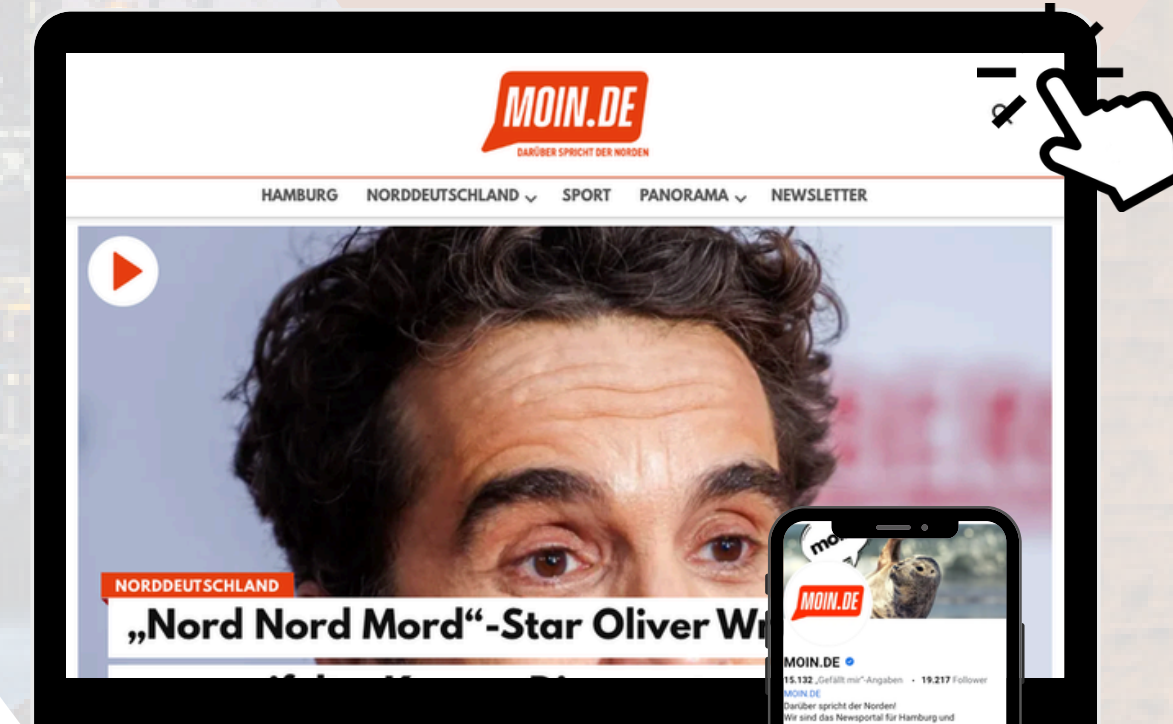 MOIN.DE
DARÜBER SPRICHT DER NORDEN
HAMBURG NORDDEUTSCHLAND SPORT PANORAMA NEWSLETTER
NORDDEUTSCHLAND
„Nord Nord Mord“-Star Oliver
MOIN.DE
MOIN.DE
15.132 „Gefällt mir“-Angaben • 19.217 Follower
MOIN.DE
Darüber spricht der Norden!
Wir sind das Newsportal für Hamburg und